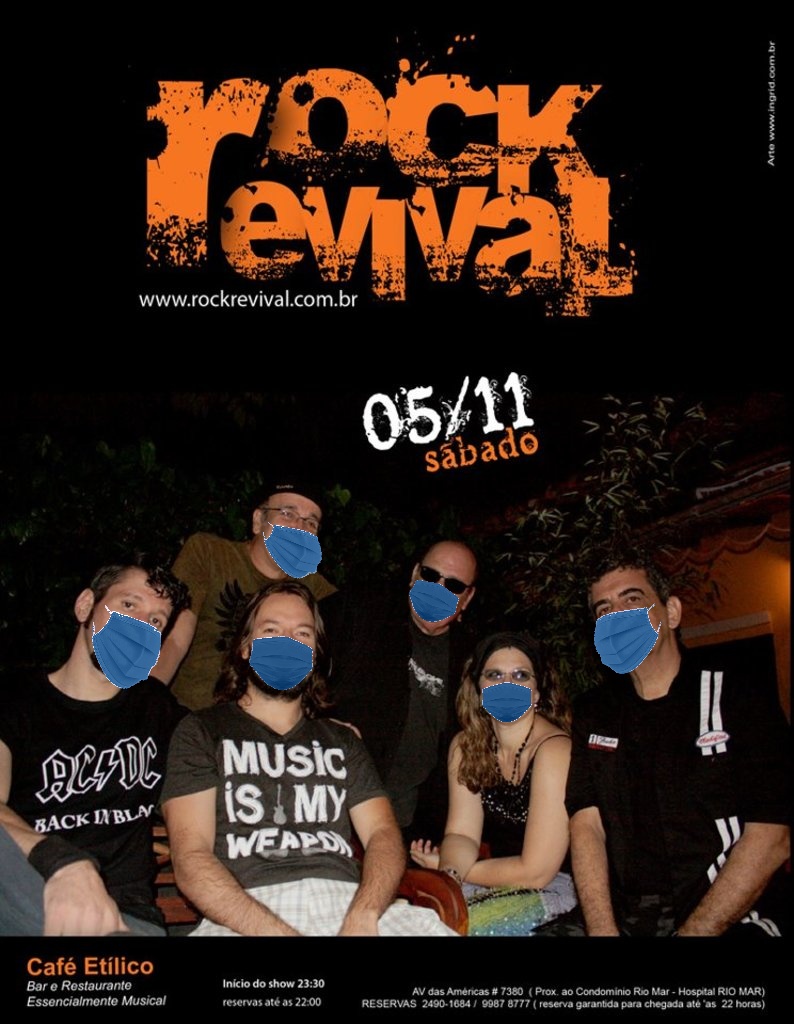 rock
revival
www.rockrevival.com.br
Arte www.ingrid.com.br
05/11
sábado
AC DC
BACK IN BLAC
MUSiC
iS MY
WEAPON
Café Etílico
Bar e Restaurante
Essencialmente Musical
Início do show 23:30
reservas até as 22:00
AV das Américas # 7380 ( Prox. ao Condomínio Rio Mar - Hospital RIO MAR)
RESERVAS 2490-1684 / 9987 8777 ( reserva garantida para chegada até 'as 22 horas)